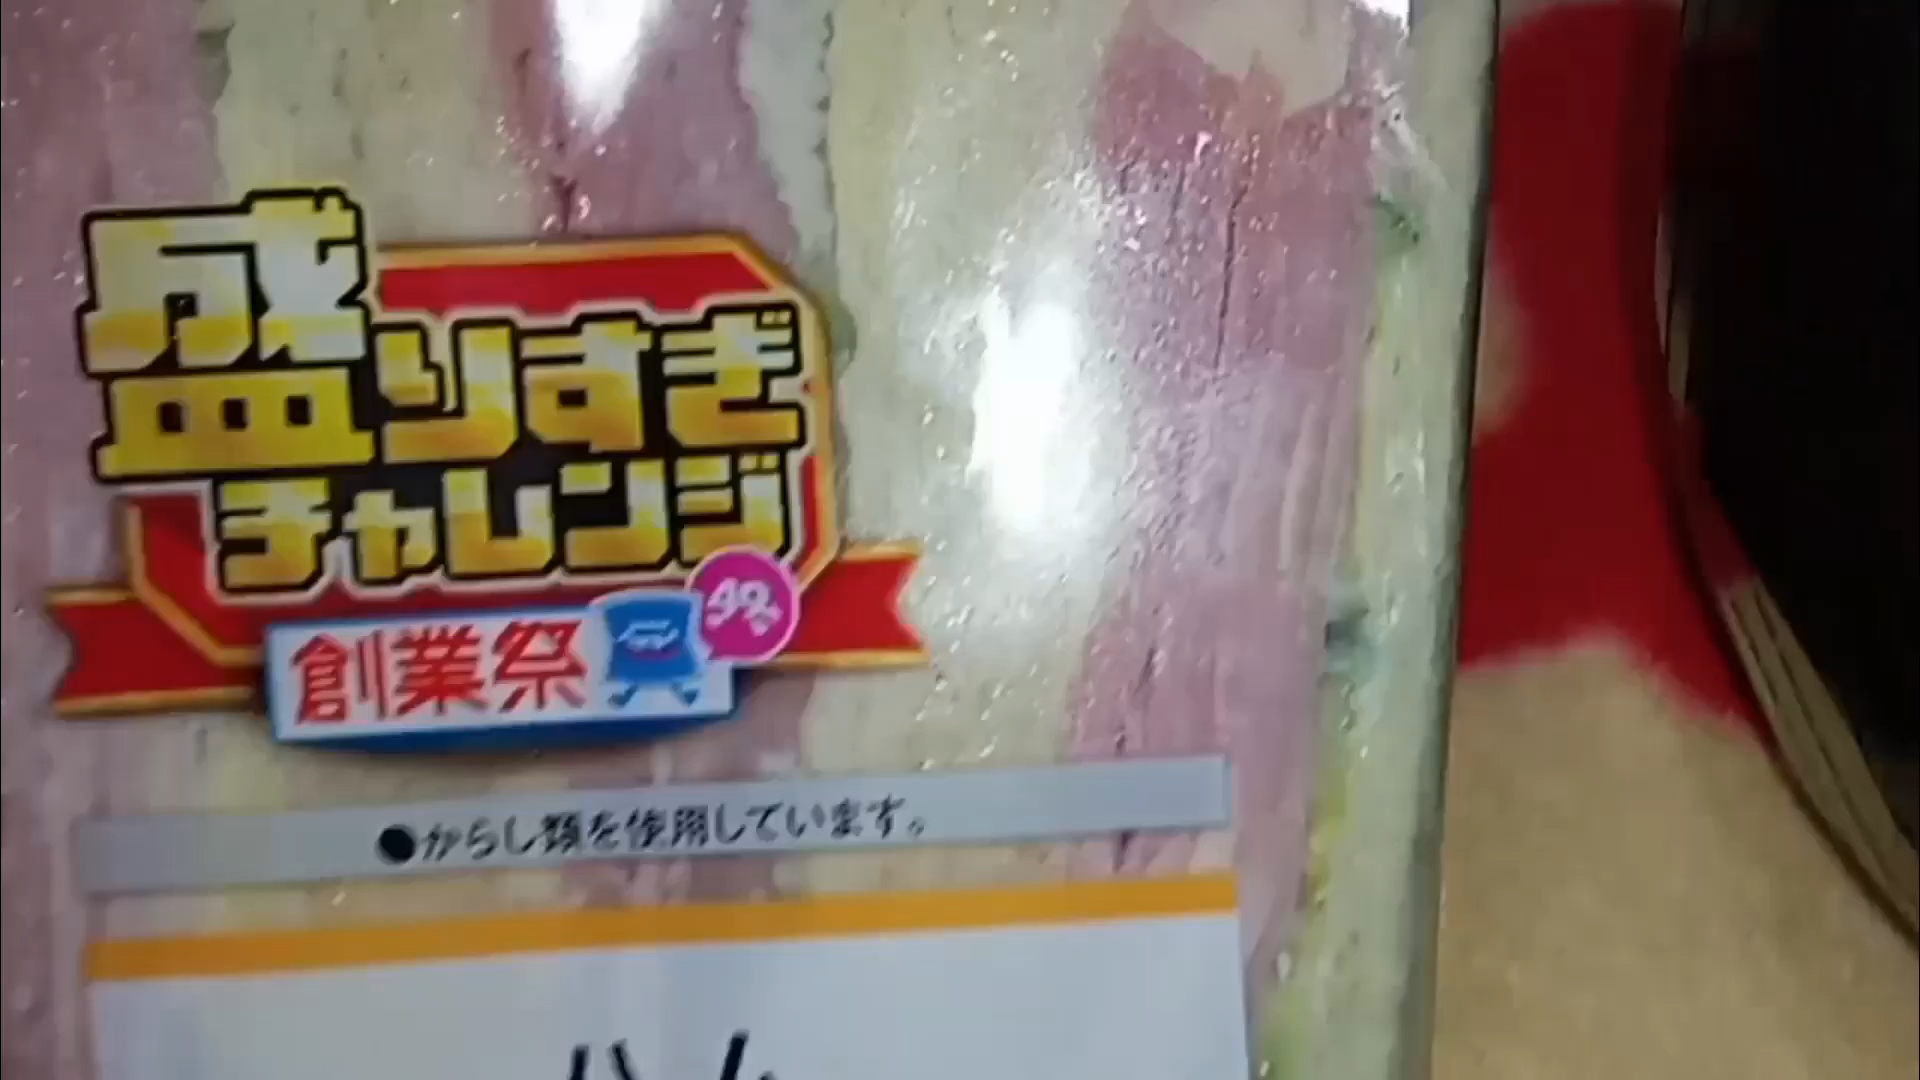 盛りすぎ
チャレンジ
創業祭
●からし類を使用しています。
ハム